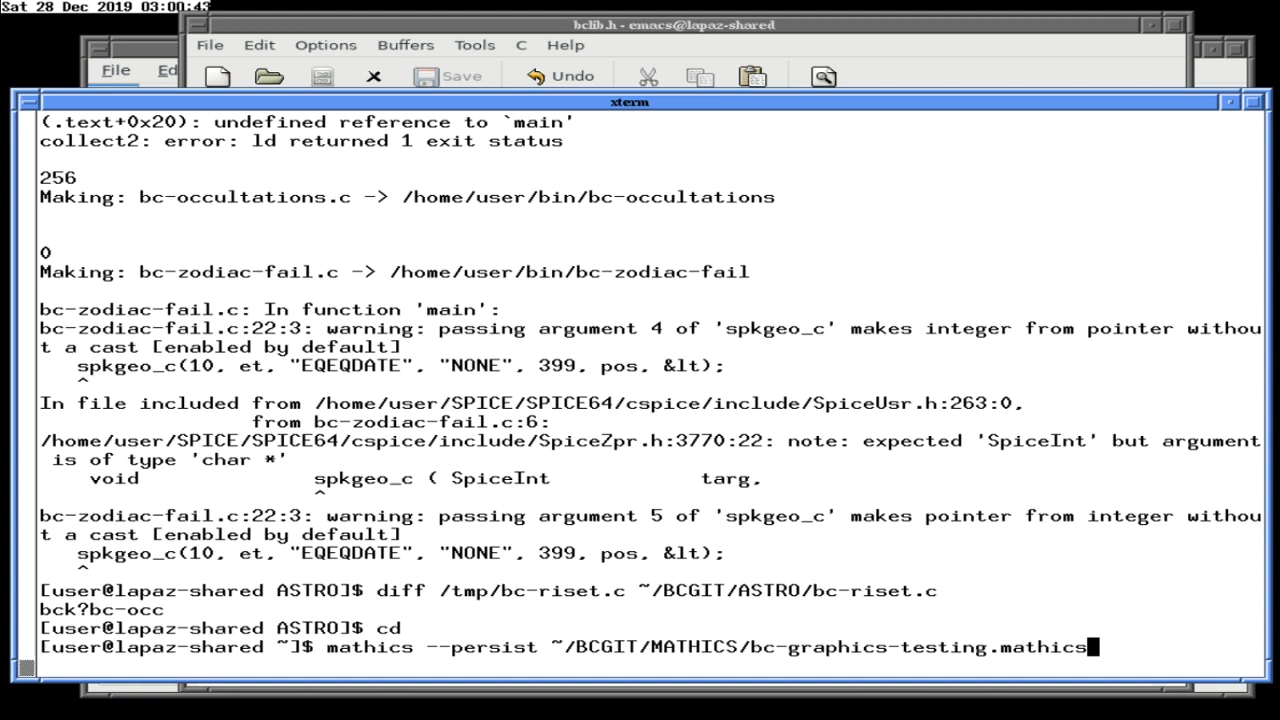 Sat 28 Dec 2019 03:00:43
bclib.h - emacs@lapaz-shared
File Edit Options Buffers Tools C Help
File Ed
Save Undo
xterm
(.text+0x20): undefined reference to `main'
collect2: error: ld returned 1 exit status
256
Making: bc-occultations.c -> /home/user/bin/bc-occultations
0
Making: bc-zodiac-fail.c -> /home/user/bin/bc-zodiac-fail
bc-zodiac-fail.c: In function 'main':
bc-zodiac-fail.c:22:3: warning: passing argument 4 of 'spkgeo_c' makes integer from pointer withou
t a cast [enabled by default]
spkgeo_c(10, et, "EQEQDATE", "NONE", 399, pos, &lt);
^
In file included from /home/user/SPICE/SPICE64/cspice/include/SpiceUsr.h:263:0,
from bc-zodiac-fail.c:6:
/home/user/SPICE/SPICE64/cspice/include/SpiceZpr.h:3770:22: note: expected 'SpiceInt' but argument
is of type 'char *'
void spkgeo_c ( SpiceInt targ,
^
bc-zodiac-fail.c:22:3: warning: passing argument 5 of 'spkgeo_c' makes pointer from integer withou
t a cast [enabled by default]
spkgeo_c(10, et, "EQEQDATE", "NONE", 399, pos, &lt);
^
[user@lapaz-shared ASTRO]$ diff /tmp/bc-riset.c ~/BCGIT/ASTRO/bc-riset.c
bck?bc-occ
[user@lapaz-shared ASTRO]$ cd
[user@lapaz-shared ~]$ mathics --persist ~/BCGIT/MATHICS/bc-graphics-testing.mathics